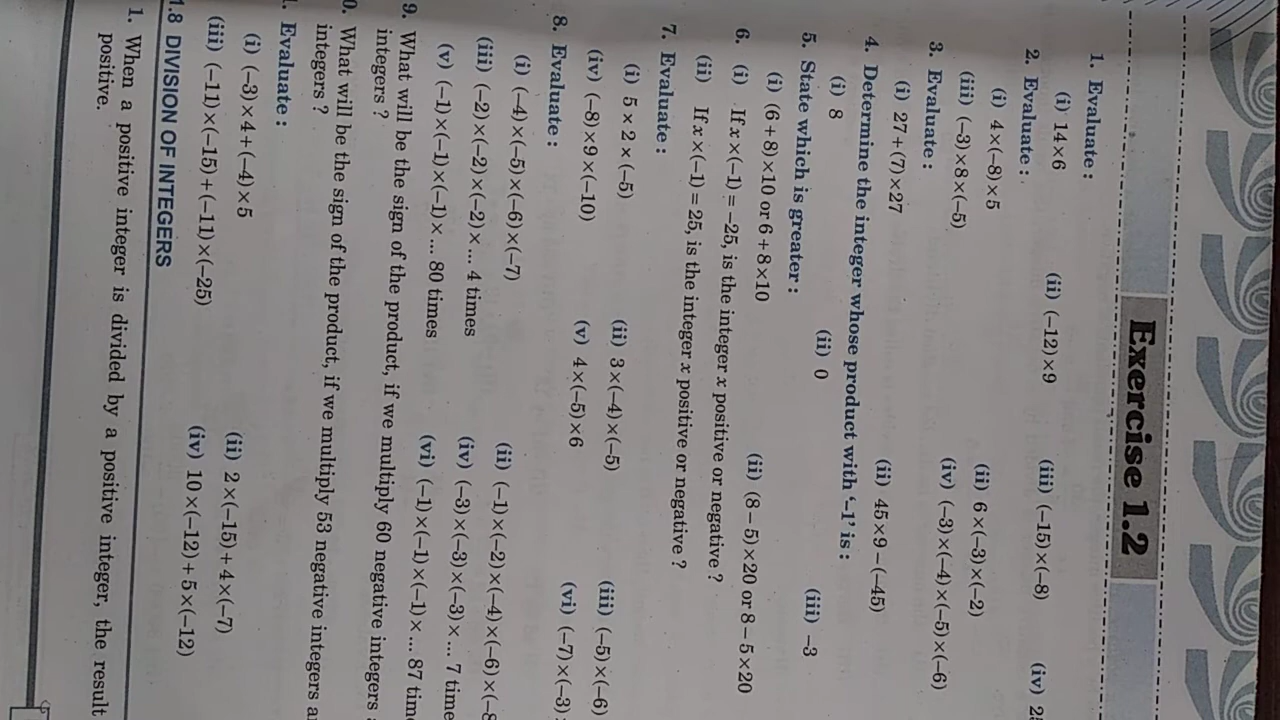 Exercise 1.2
1. Evaluate :
(i) 14×6 (ii) (–12)×9 (iii) (–15)×(–8) (iv)
2. Evaluate :
(i) 4×(–8)×5 (ii) 6×(–3)×(–2)
(iii) (–3)×8×(–5) (iv) (–3)×(–4)×(–5)×(–6)
3. Evaluate :
(i) 27+(7)×27 (ii) 45×9–(–45)
4. Determine the integer whose product with ‘–1’ is :
(i) 8 (ii) 0 (iii) –3
5. State which is greater :
(i) (6+8)×10 or 6+8×10 (ii) (8–5)×20 or 8–5×20
6. (i) If x×(–1) = –25, is the integer x positive or negative ?
(ii) If x×(–1) = 25, is the integer x positive or negative ?
7. Evaluate :
(i) 5×2×(–5) (ii) 3×(–4)×(–5) (iii) (–5)×(–6)
(iv) (–8)×9×(–10) (v) 4×(–5)×6 (vi) (–7)×(–3)
8. Evaluate :
(i) (–4)×(–5)×(–6)×(–7) (ii) (–1)×(–2)×(–4)×(–6)×(–8
(iii) (–2)×(–2)×(–2)×... 4 times (iv) (–3)×(–3)×(–3)×... 7 time
(v) (–1)×(–1)×(–1)×... 80 times (vi) (–1)×(–1)×(–1)×... 87 time
9. What will be the sign of the product, if we multiply 60 negative integers
integers ?
0. What will be the sign of the product, if we multiply 53 negative integers a
integers ?
. Evaluate :
(i) (–3)×4+(–4)×5 (ii) 2×(–15)+4×(–7)
(iii) (–11)×(–15)+(–11)×(–25) (iv) 10×(–12)+5×(–12)
1.8 DIVISION OF INTEGERS
1. When a positive integer is divided by a positive integer, the result
positive.